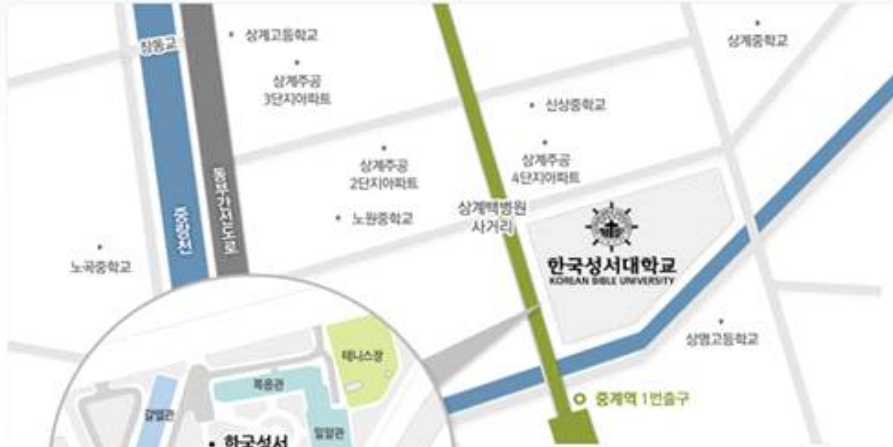 창동교
상계고등학교
상계중학교
상계주공
3단지아파트
신상중학교
상계주공
2단지아파트
상계주공
4단지아파트
동부간선도로
중랑천
노원중학교
상계백병원
사거리
노곡중학교
한국성서대학교
KOREAN BIBLE UNIVERSITY
상명고등학교
테니스장
복음관
중계역 1번출구
갈멜관
밀알관
한국성서